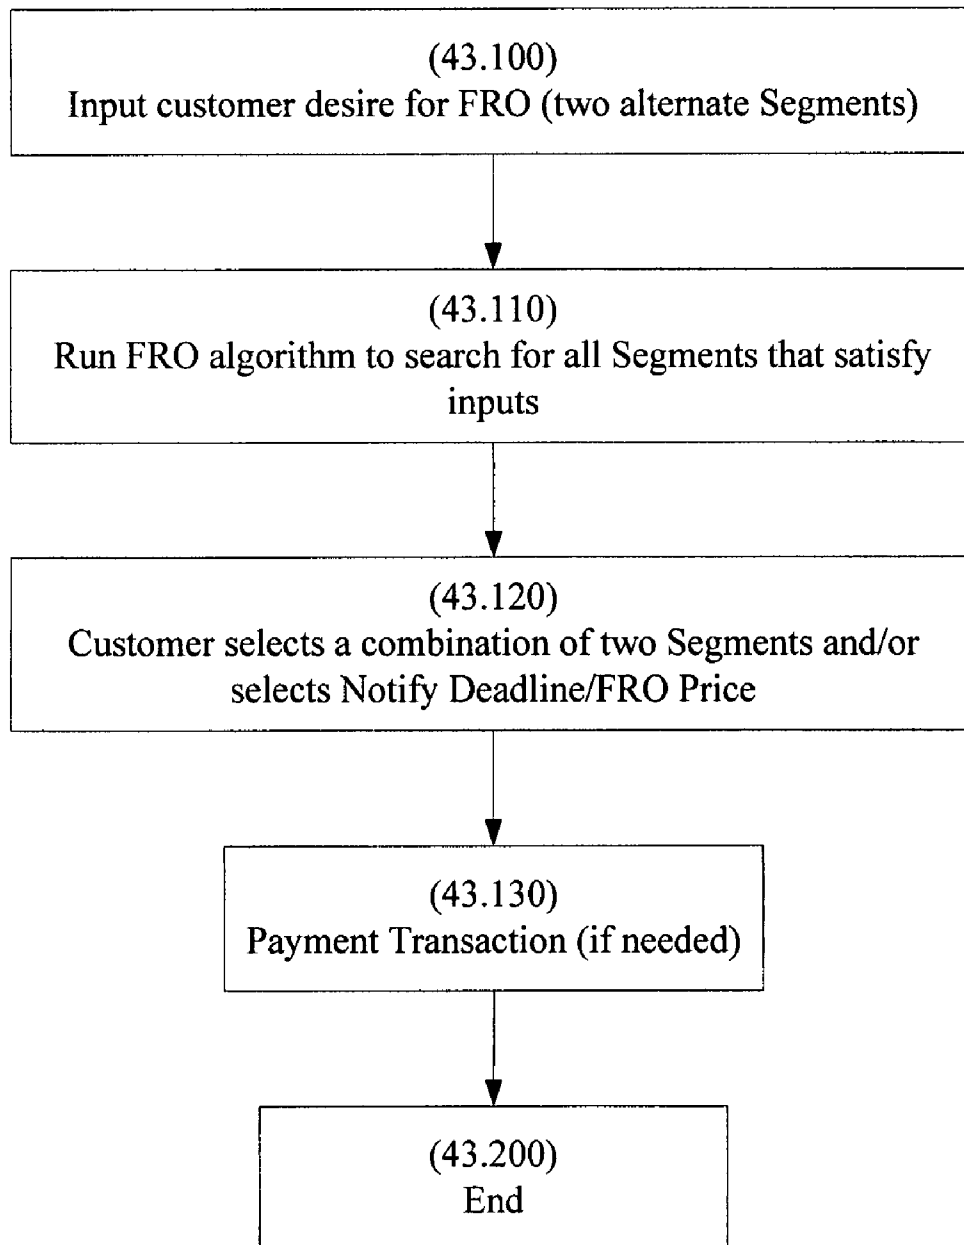 (43.100)
Input customer desire for FRO (two alternate Segments)
(43.110)
Run FRO algorithm to search for all Segments that satisfy
inputs
(43.120)
Customer selects a combination of two Segments and/or
selects Notify Deadline/FRO Price
(43.130)
Payment Transaction (if needed)
(43.200)
End